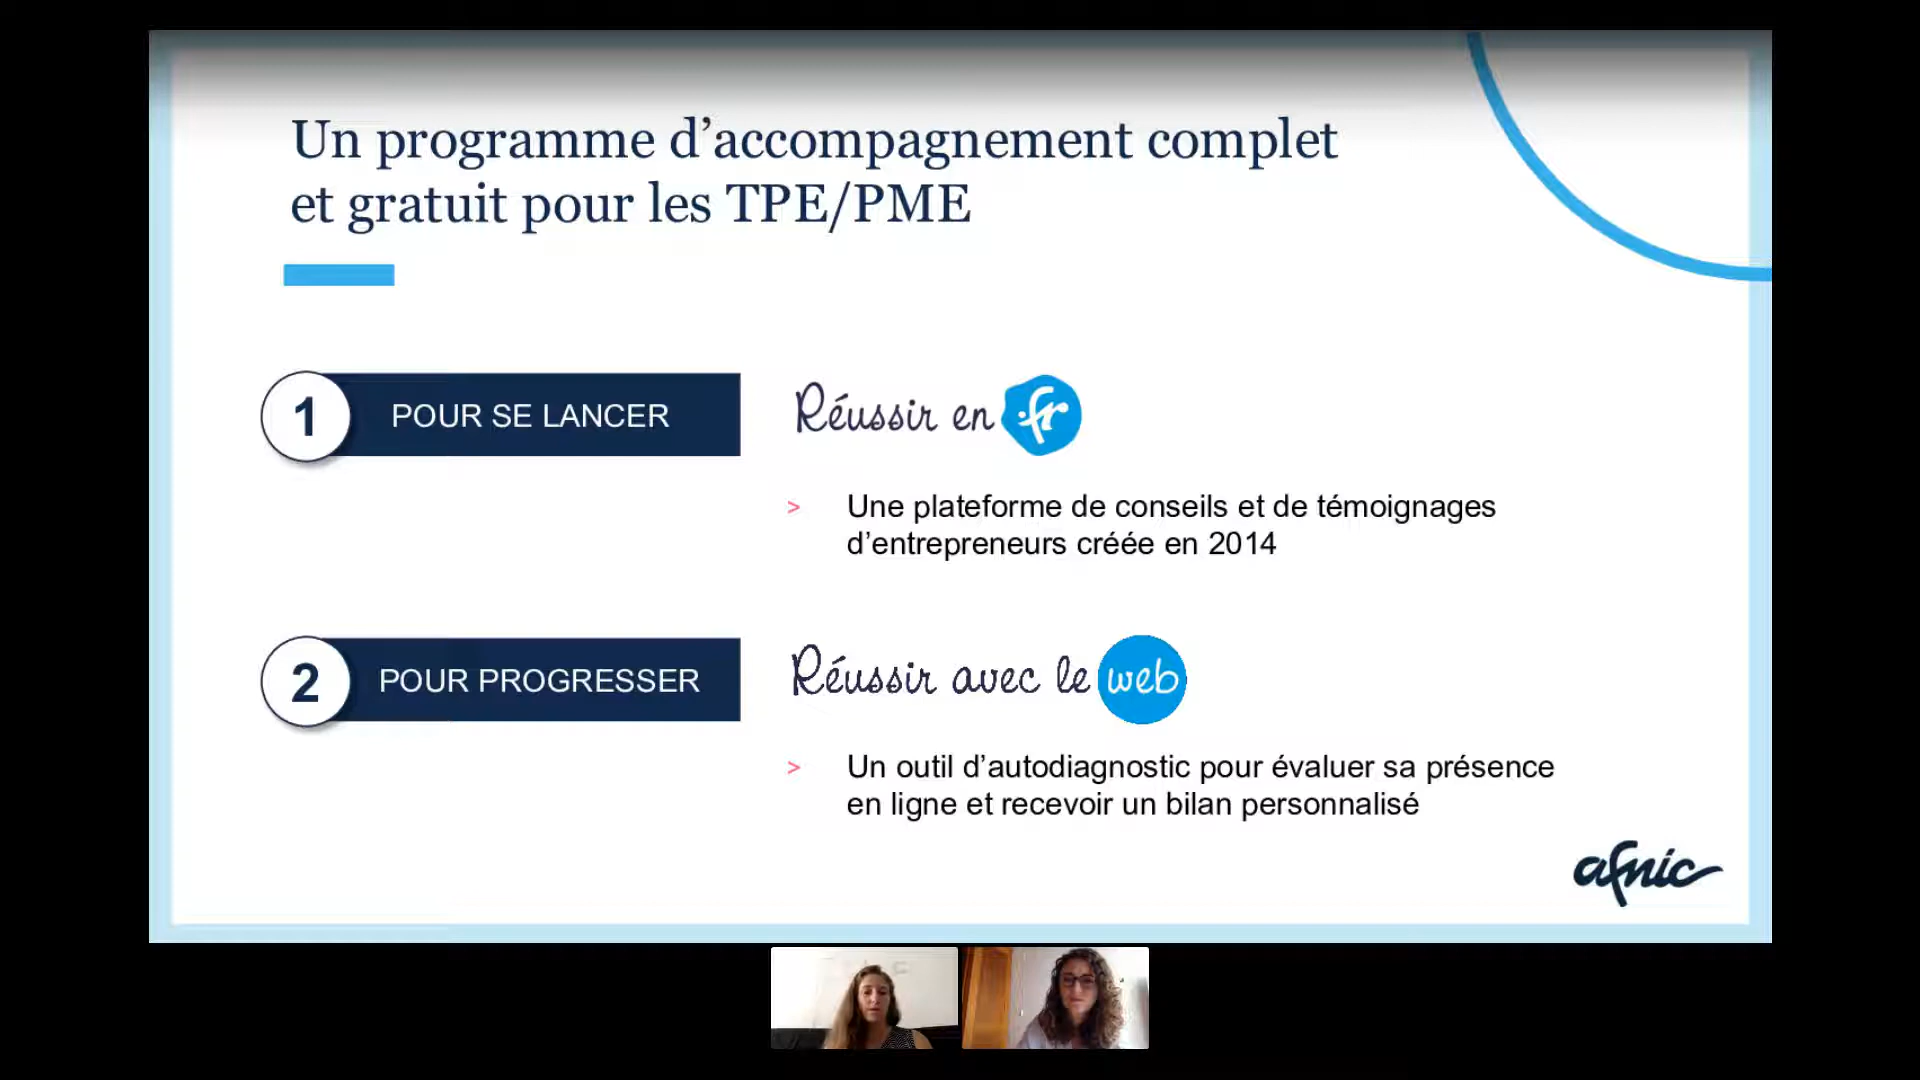 Un programme d’accompagnement complet
et gratuit pour les TPE/PME
1
POUR SE LANCER
Réussir en .fr
> Une plateforme de conseils et de témoignages
d’entrepreneurs créée en 2014
2
POUR PROGRESSER
Réussir avec le web
> Un outil d’autodiagnostic pour évaluer sa présence
en ligne et recevoir un bilan personnalisé
afnic